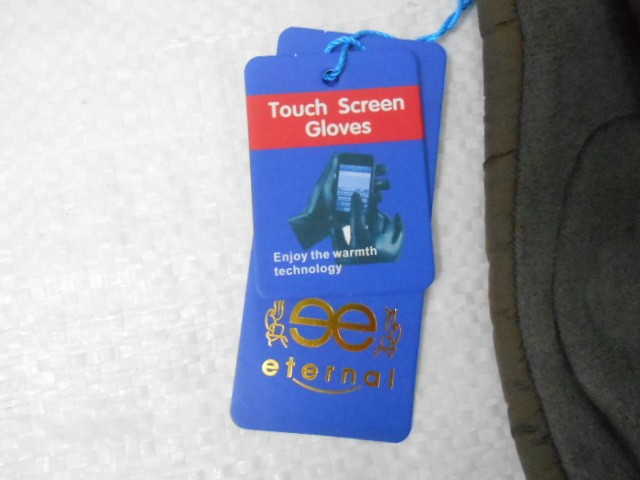 Touch Screen
Gloves
Enjoy the warmth
technology
ee
eternal